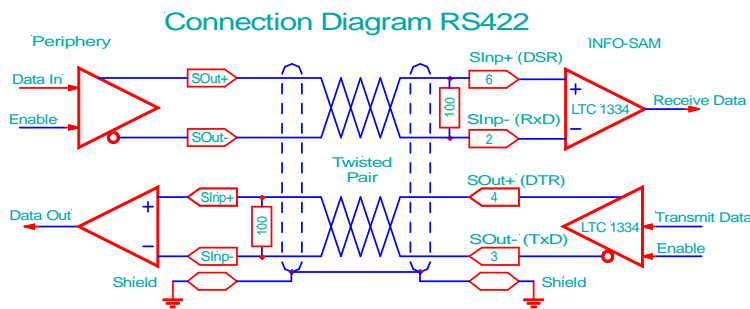 Connection Diagram RS422
Periphery
INFO-SAM
SInp+ (DSR)
Data In
SOut+
6
+
100
LTC 1334
Receive Data
Enable
SInp- (RxD)
SOut-
2
−
Twisted
Pair
SOut+ (DTR)
SInp+
4
+
Data Out
100
LTC 1334
Transmit Data
SOut- (TxD)
−
SInp-
3
Enable
Shield
Shield